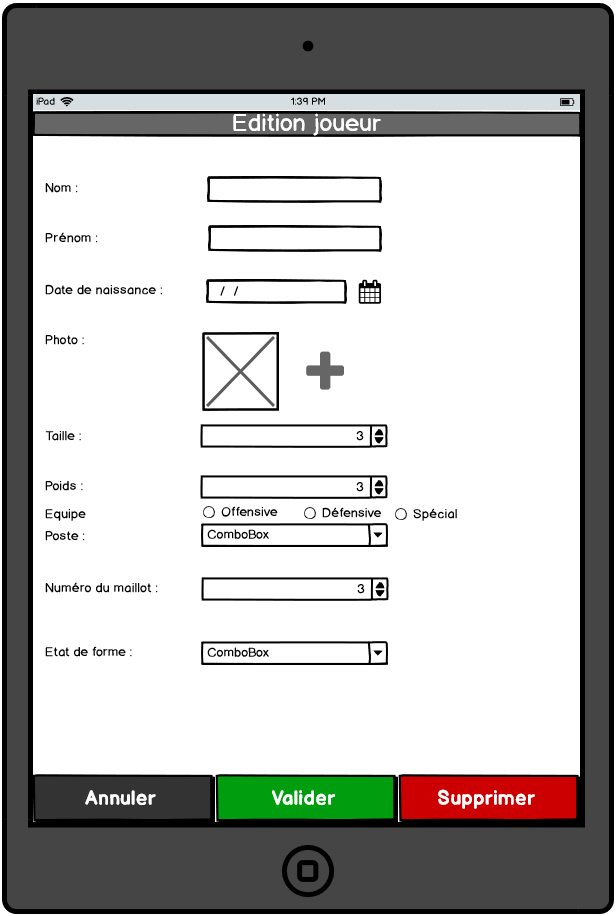 iPad 1:39 PM
Edition joueur
Nom :
Prénom :
Date de naissance : / /
Photo :
Taille : 3
Poids : 3
Equipe Offensive Défensive Spécial
Poste : ComboBox
Numéro du maillot : 3
Etat de forme : ComboBox
Annuler Valider Supprimer